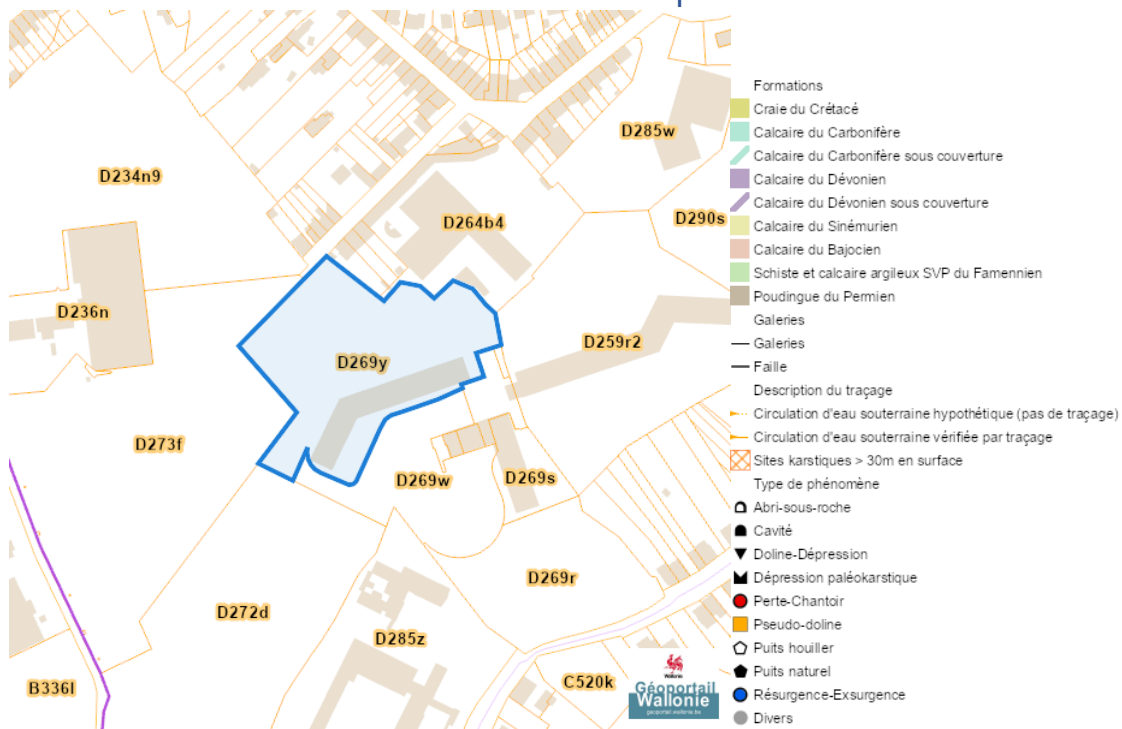 D285w
D234n9
D264b4
D290s
D236n
D259r2
D269y
D273f
D269w
D269s
D269r
D272d
D285z
B336l
C520k
Wallonie
Géoportail
Wallonie
geoportail.wallonie.be
Formations
Craie du Crétacé
Calcaire du Carbonifère
Calcaire du Carbonifère sous couverture
Calcaire du Dévonien
Calcaire du Dévonien sous couverture
Calcaire du Sinémurien
Calcaire du Bajocien
Schiste et calcaire argileux SVP du Famennien
Poudingue du Permien
Galeries
Galeries
Faille
Description du traçage
Circulation d'eau souterraine hypothétique (pas de traçage)
Circulation d'eau souterraine vérifiée par traçage
Sites karstiques > 30m en surface
Type de phénomène
Abri-sous-roche
Cavité
Doline-Dépression
Dépression paléokarstique
Perte-Chantoir
Pseudo-doline
Puits houiller
Puits naturel
Résurgence-Exsurgence
Divers